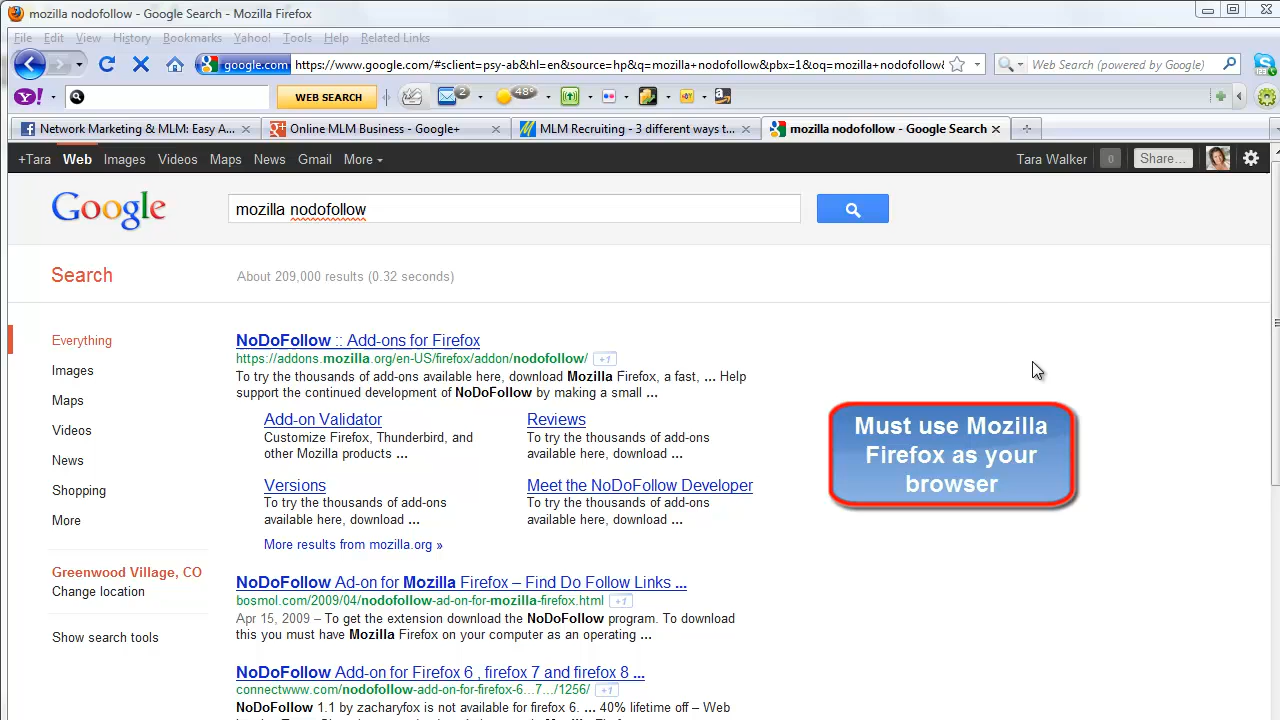 mozilla nodofollow - Google Search - Mozilla Firefox
File Edit View History Bookmarks Yahoo! Tools Help Related Links
google.com https://www.google.com/#sclient=psy-ab&hl=en&source=hp&q=mozilla+nodofollow&pbx=1&oq=mozilla+nodofollow& Web Search (powered by Google)
Y! WEB SEARCH 2 48°
Network Marketing & MLM: Easy A... Online MLM Business - Google+ MLM Recruiting - 3 different ways t... mozilla nodofollow - Google Search
+Tara Web Images Videos Maps News Gmail More Tara Walker 0 Share...
Google mozilla nodofollow
Search About 209,000 results (0.32 seconds)
Everything
Images
Maps
Videos
News
Shopping
More
Greenwood Village, CO
Change location
Show search tools
NoDoFollow :: Add-ons for Firefox
https://addons.mozilla.org/en-US/firefox/addon/nodofollow/ +1
To try the thousands of add-ons available here, download Mozilla Firefox, a fast, ... Help
support the continued development of NoDoFollow by making a small ...
Add-on Validator
Customize Firefox, Thunderbird, and
other Mozilla products ...
Reviews
To try the thousands of add-ons
available here, download ...
Versions
To try the thousands of add-ons
available here, download ...
Meet the NoDoFollow Developer
To try the thousands of add-ons
available here, download ...
More results from mozilla.org »
NoDoFollow Ad-on for Mozilla Firefox – Find Do Follow Links ...
bosmol.com/2009/04/nodofollow-ad-on-for-mozilla-firefox.html +1
Apr 15, 2009 – To get the extension download the NoDoFollow program. To download
this you must have Mozilla Firefox on your computer as an operating ...
NoDoFollow Add-on for Firefox 6 , firefox 7 and firefox 8 ...
connectwww.com/nodofollow-add-on-for-firefox-6...7.../1256/ +1
NoDoFollow 1.1 by zacharyfox is not available for firefox 6. ... 40% lifetime off – Web
Must use Mozilla
Firefox as your
browser